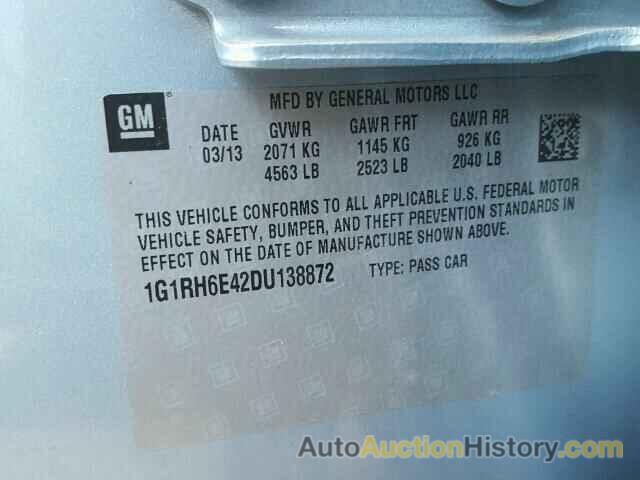 GM
MFD BY GENERAL MOTORS LLC
DATE GVWR GAWR FRT GAWR RR
03/13 2071 KG 1145 KG 926 KG
4563 LB 2523 LB 2040 LB
THIS VEHICLE CONFORMS TO ALL APPLICABLE U.S. FEDERAL MOTOR
VEHICLE SAFETY, BUMPER, AND THEFT PREVENTION STANDARDS IN
EFFECT ON THE DATE OF MANUFACTURE SHOWN ABOVE.
1G1RH6E42DU138872 TYPE: PASS CAR
AutoAuctionHistory.com